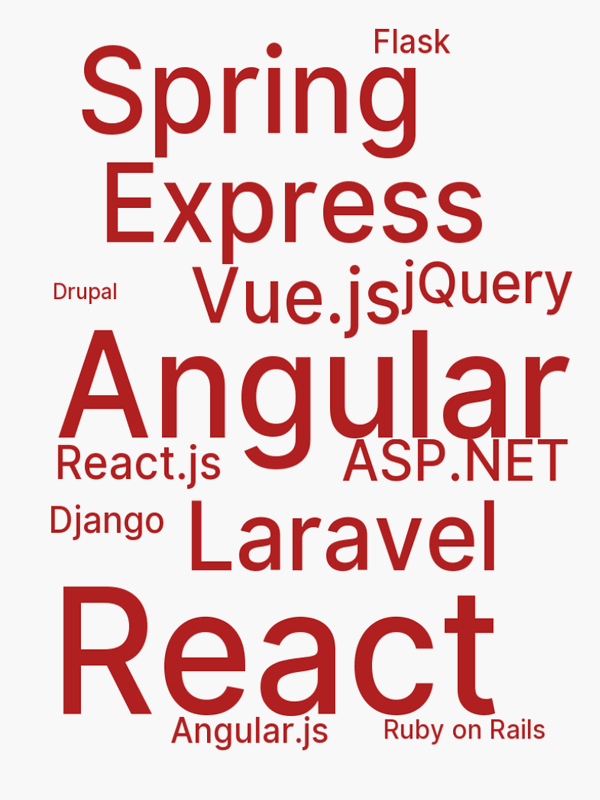 Flask
Spring
Express
Drupal
Vue.js
jQuery
Angular
React.js
ASP.NET
Django
Laravel
React
Angular.js
Ruby on Rails